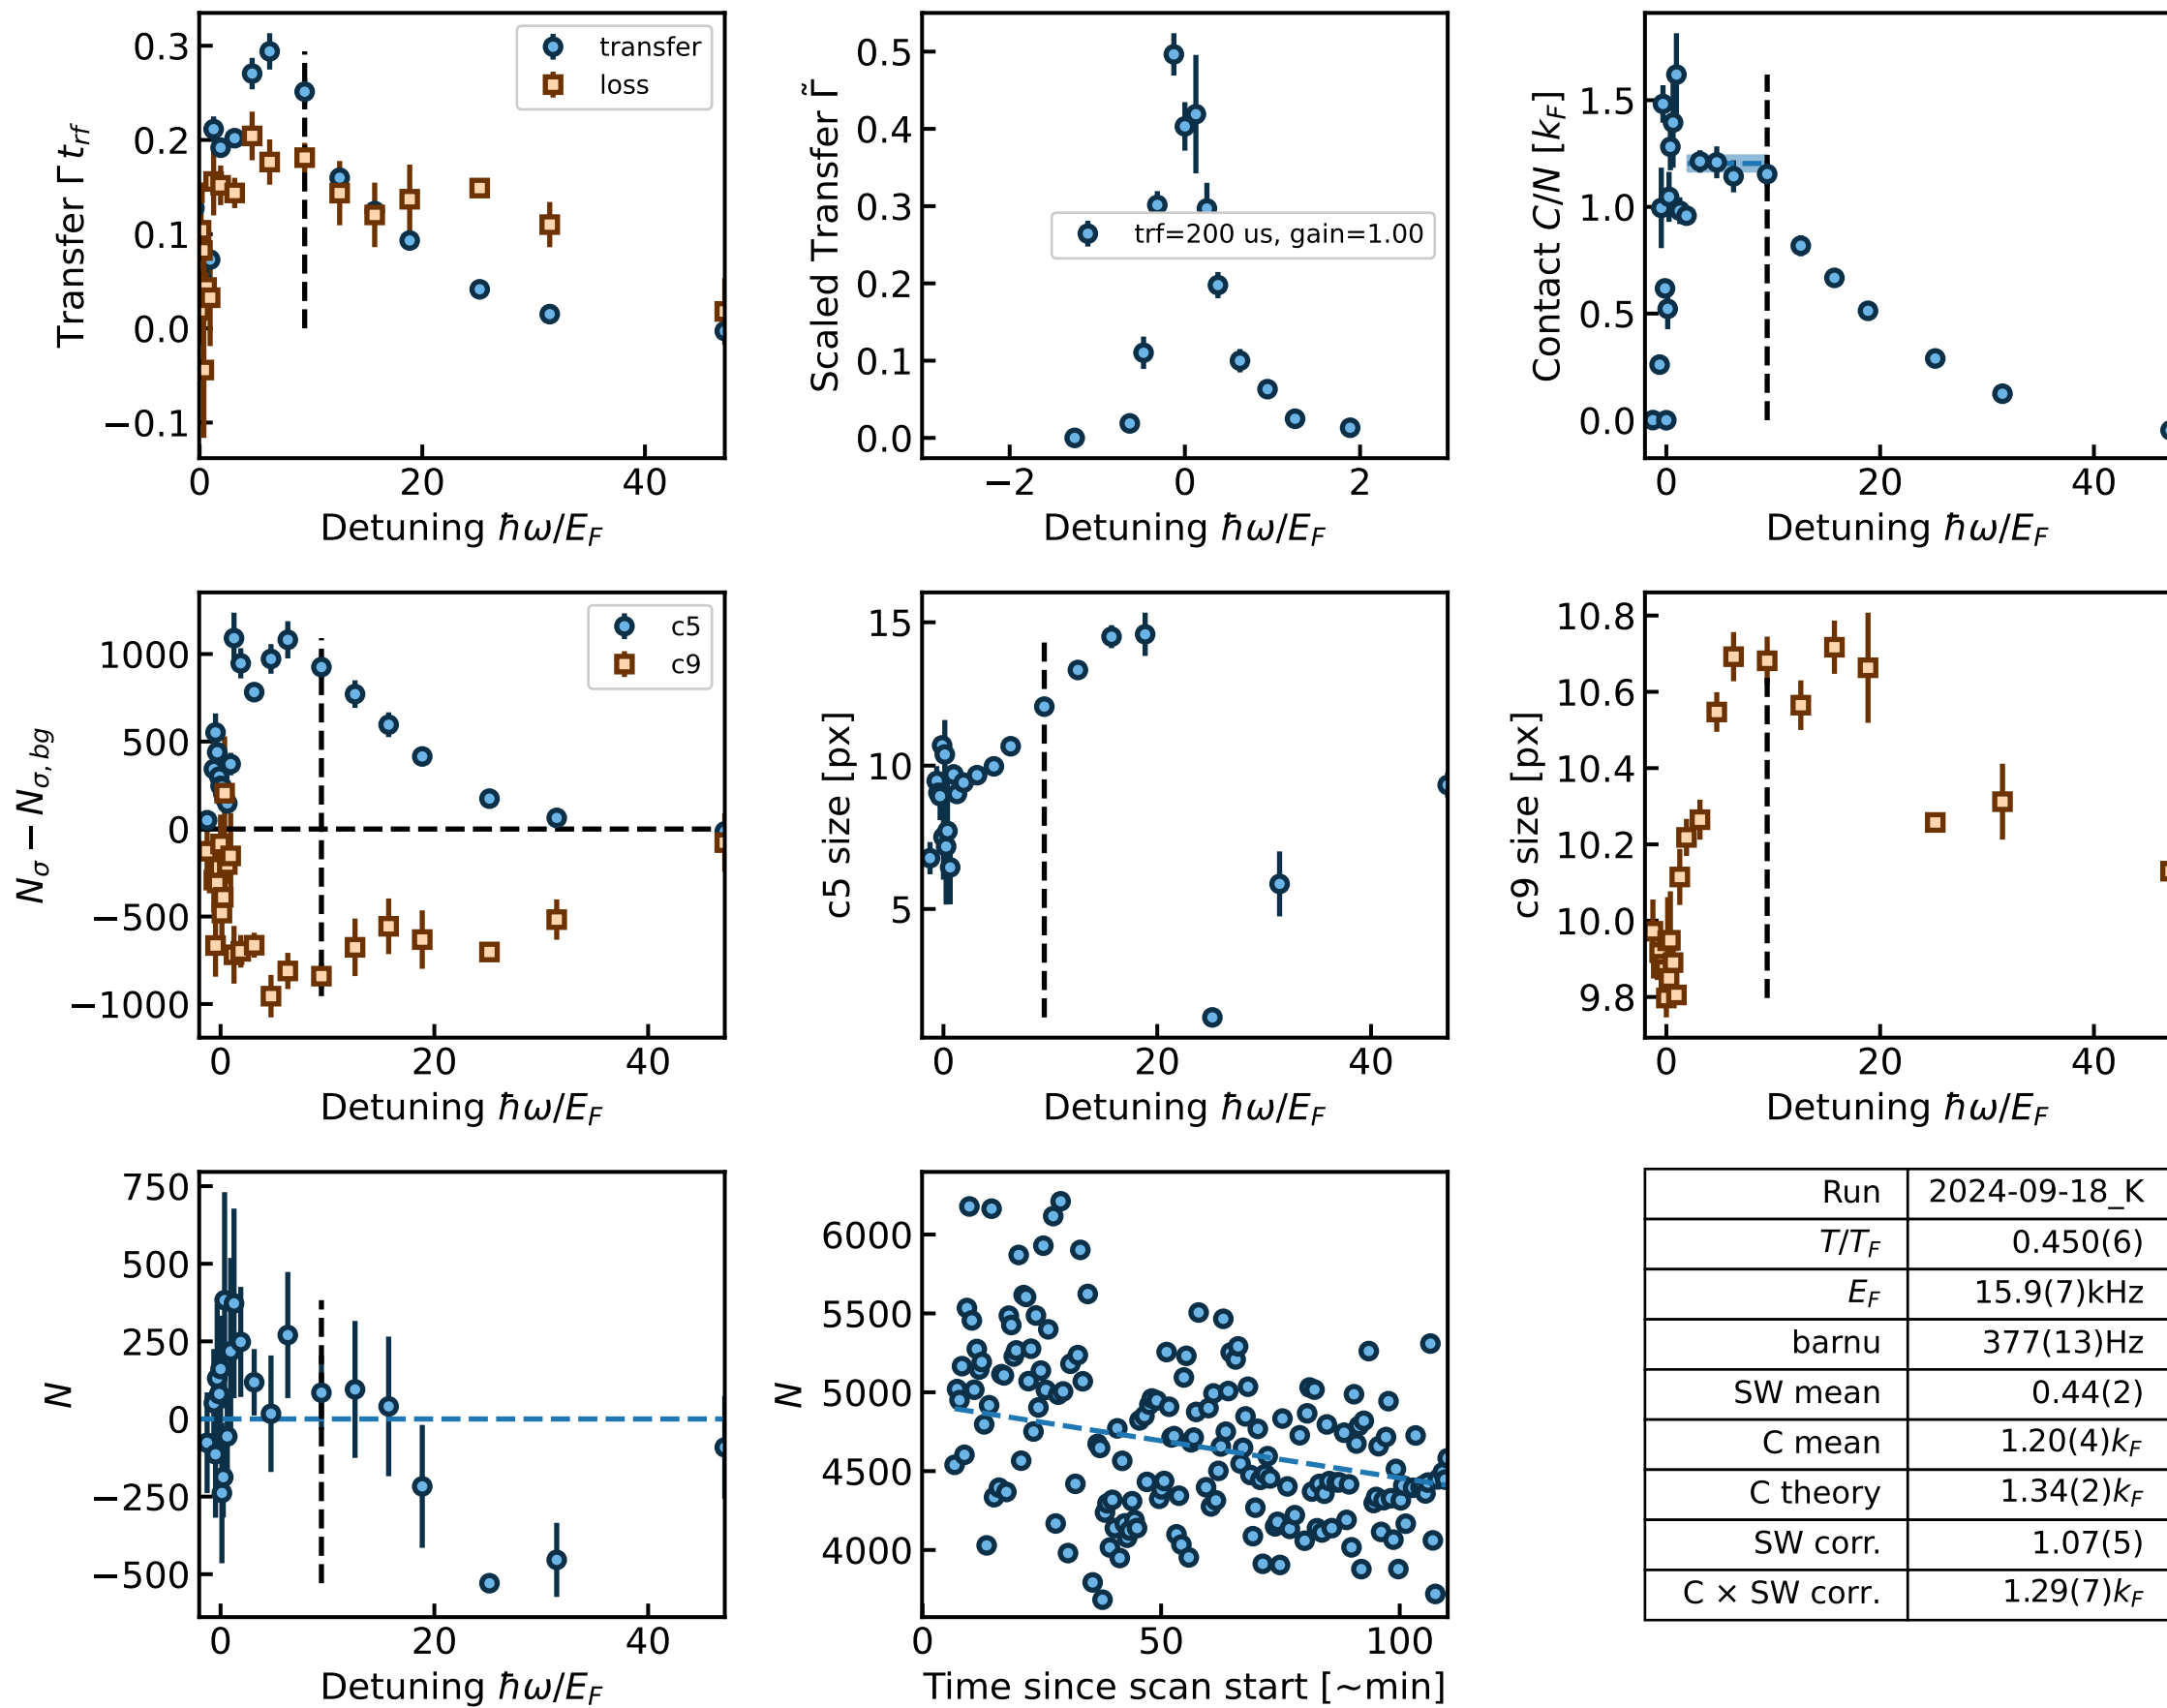 0.3
0.2
0.1
0.0
−0.1
Transfer Γ t_rf
transfer
loss
0
20
40
Detuning ℏω/E_F
0.5
0.4
0.3
0.2
0.1
0.0
Scaled Transfer Γ̃
trf=200 us, gain=1.00
−2
0
2
Detuning ℏω/E_F
1.5
1.0
0.5
0.0
Contact C/N [k_F]
0
20
40
Detuning ℏω/E_F
1000
500
0
−500
−1000
N_σ − N_σ,bg
c5
c9
0
20
40
Detuning ℏω/E_F
15
10
5
c5 size [px]
0
20
40
Detuning ℏω/E_F
10.8
10.6
10.4
10.2
10.0
9.8
c9 size [px]
0
20
40
Detuning ℏω/E_F
750
500
250
0
−250
−500
N
0
20
40
Detuning ℏω/E_F
6000
5500
5000
4500
4000
N
0
50
100
Time since scan start [~min]
Run 2024-09-18_K
T/T_F 0.450(6)
E_F 15.9(7)kHz
barnu 377(13)Hz
SW mean 0.44(2)
C mean 1.20(4)k_F
C theory 1.34(2)k_F
SW corr. 1.07(5)
C × SW corr. 1.29(7)k_F